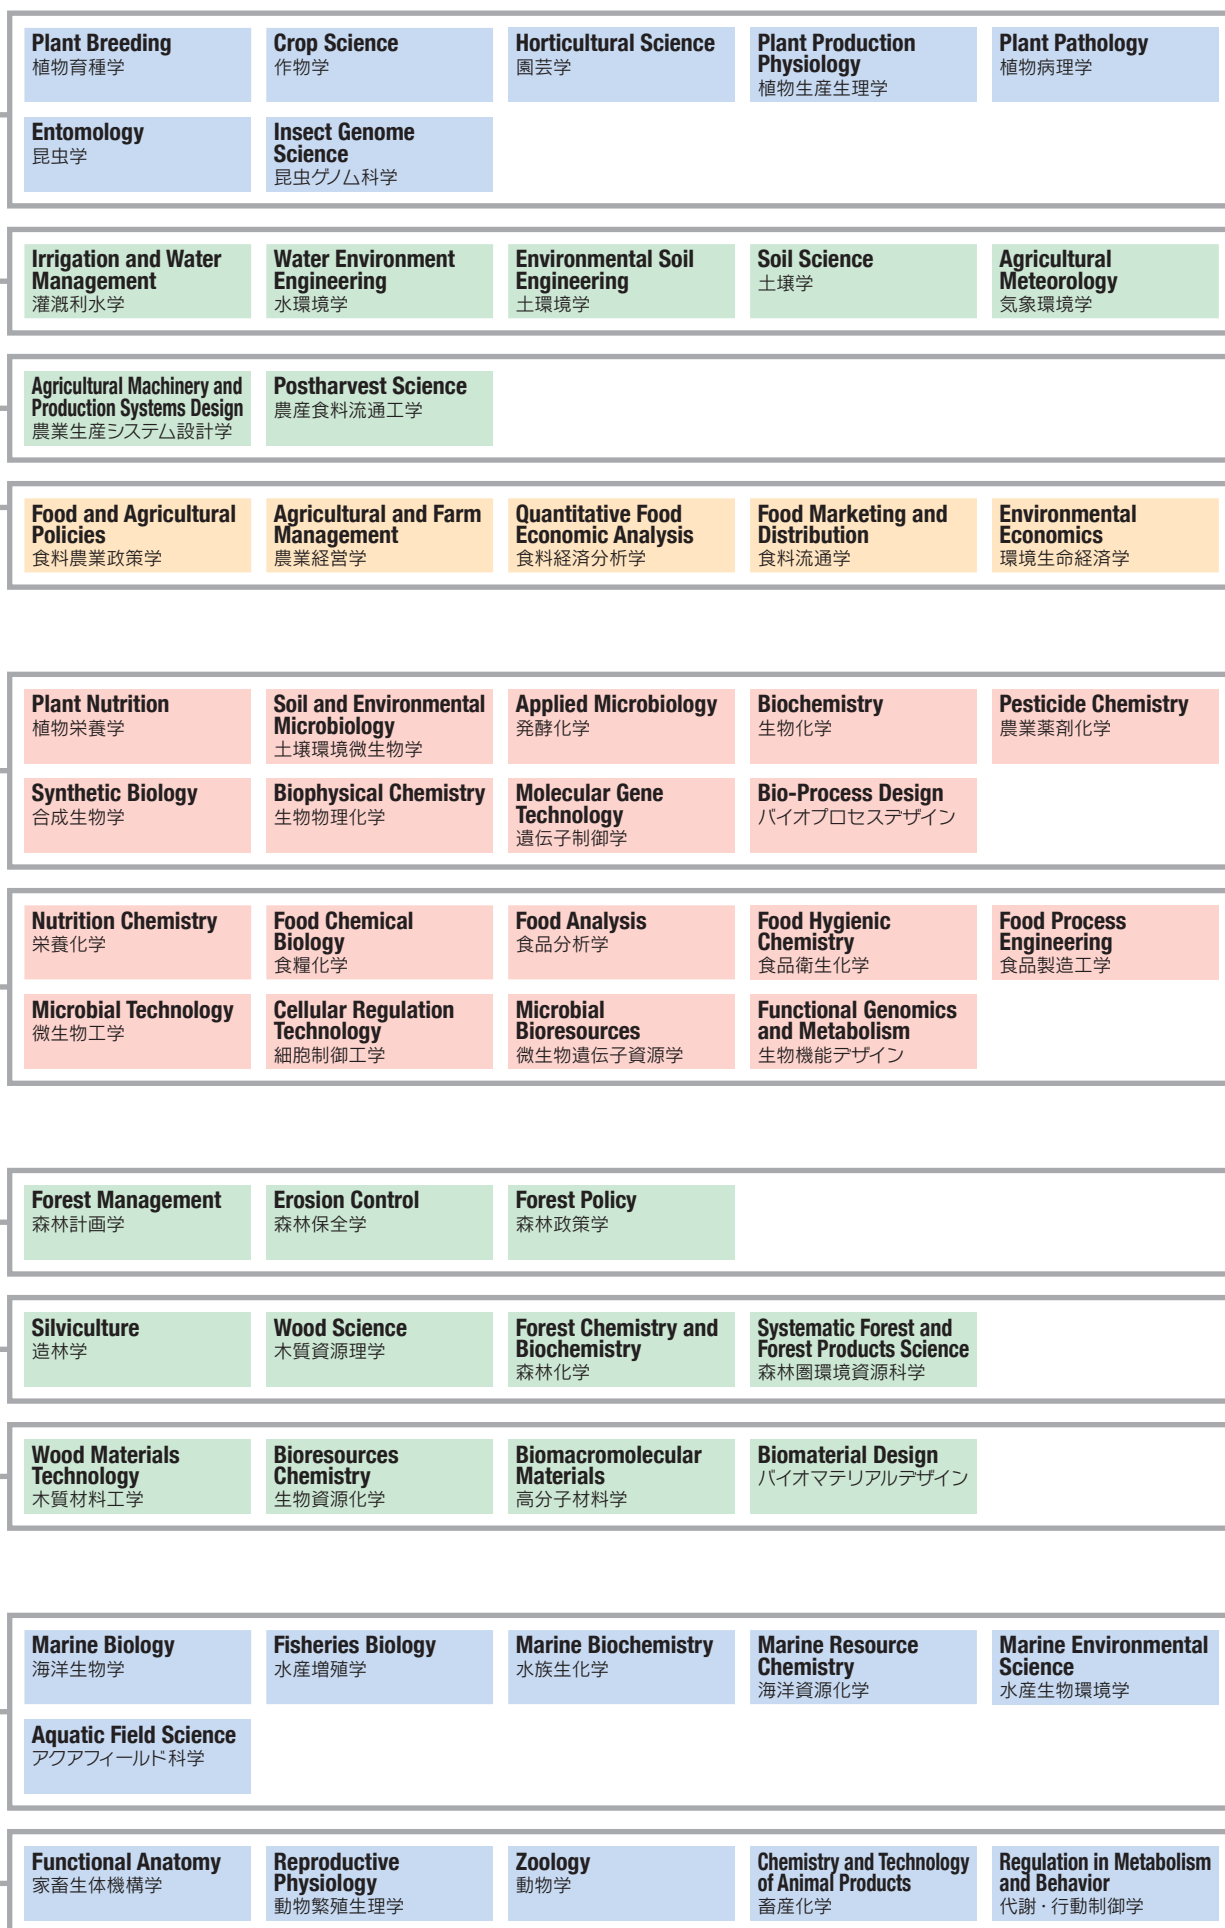 Plant Breeding
植物育種学
Crop Science
作物学
Horticultural Science
園芸学
Plant Production
Physiology
植物生産生理学
Plant Pathology
植物病理学
Entomology
昆虫学
Insect Genome
Science
昆虫ゲノム科学
Irrigation and Water
Management
灌漑利水学
Water Environment
Engineering
水環境学
Environmental Soil
Engineering
土環境学
Soil Science
土壌学
Agricultural
Meteorology
気象環境学
Agricultural Machinery and
Production Systems Design
農業生産システム設計学
Postharvest Science
農産食料流通工学
Food and Agricultural
Policies
食料農業政策学
Agricultural and Farm
Management
農業経営学
Quantitative Food
Economic Analysis
食料経済分析学
Food Marketing and
Distribution
食料流通学
Environmental
Economics
環境生命経済学
Plant Nutrition
植物栄養学
Soil and Environmental
Microbiology
土壌環境微生物学
Applied Microbiology
発酵化学
Biochemistry
生物化学
Pesticide Chemistry
農業薬剤化学
Synthetic Biology
合成生物学
Biophysical Chemistry
生物物理化学
Molecular Gene
Technology
遺伝子制御学
Bio-Process Design
バイオプロセスデザイン
Nutrition Chemistry
栄養化学
Food Chemical
Biology
食糧化学
Food Analysis
食品分析学
Food Hygienic
Chemistry
食品衛生化学
Food Process
Engineering
食品製造工学
Microbial Technology
微生物工学
Cellular Regulation
Technology
細胞制御工学
Microbial
Bioresources
微生物遺伝子資源学
Functional Genomics
and Metabolism
生物機能デザイン
Forest Management
森林計画学
Erosion Control
森林保全学
Forest Policy
森林政策学
Silviculture
造林学
Wood Science
木質資源理学
Forest Chemistry and
Biochemistry
森林化学
Systematic Forest and
Forest Products Science
森林圏環境資源科学
Wood Materials
Technology
木質材料工学
Bioresources
Chemistry
生物資源化学
Biomacromolecular
Materials
高分子材料学
Biomaterial Design
バイオマテリアルデザイン
Marine Biology
海洋生物学
Fisheries Biology
水産増殖学
Marine Biochemistry
水族生化学
Marine Resource
Chemistry
海洋資源化学
Marine Environmental
Science
水産生物環境学
Aquatic Field Science
アクアフィールド科学
Functional Anatomy
家畜生体機構学
Reproductive
Physiology
動物繁殖生理学
Zoology
動物学
Chemistry and Technology
of Animal Products
畜産化学
Regulation in Metabolism
and Behavior
代謝・行動制御学